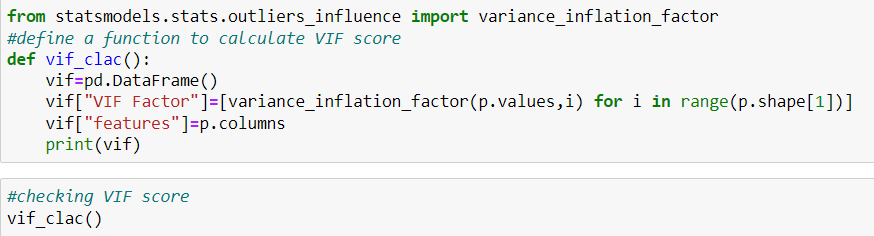 from statsmodels.stats.outliers_influence import variance_inflation_factor
#define a function to calculate VIF score
def vif_clac():
    vif=pd.DataFrame()
    vif["VIF Factor"]=[variance_inflation_factor(p.values,i) for i in range(p.shape[1])]
    vif["features"]=p.columns
    print(vif)
#checking VIF score
vif_clac()